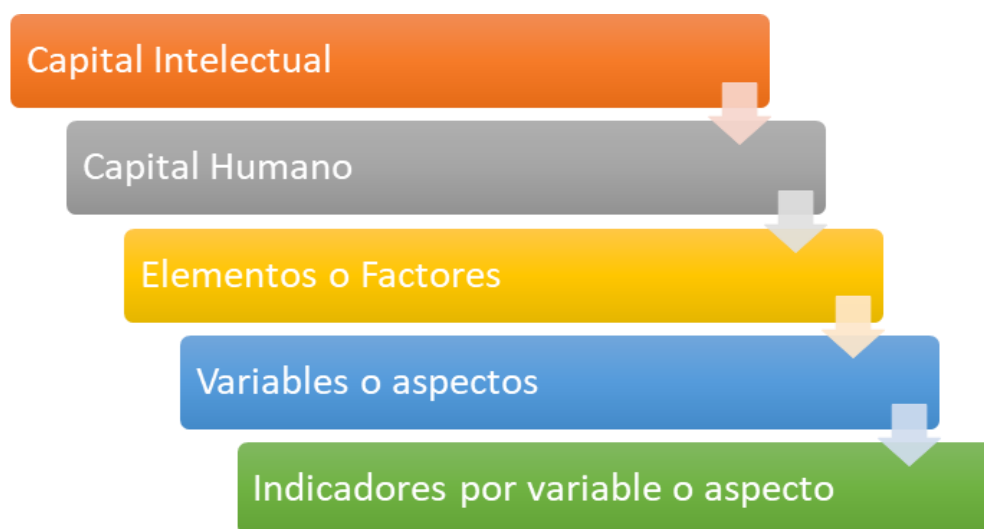 Capital Intelectual
Capital Humano
Elementos o Factores
Variables o aspectos
Indicadores por variable o aspecto